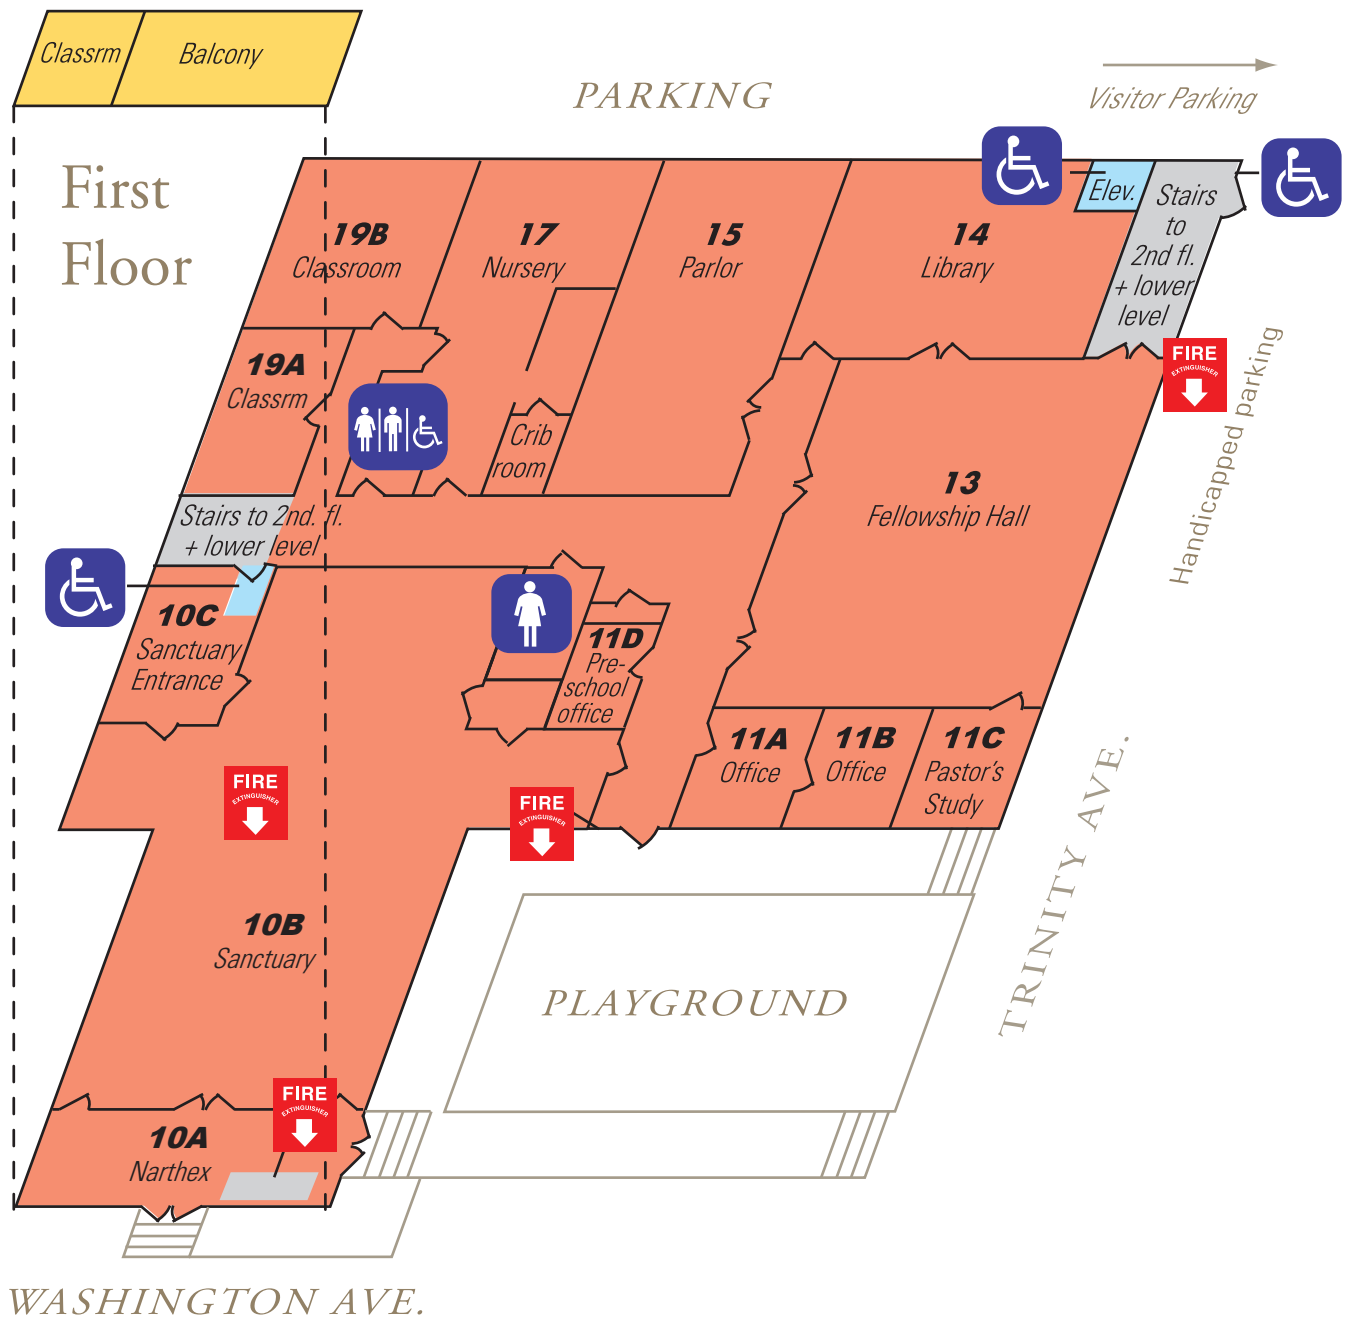 Classrm
Balcony
PARKING
Visitor Parking
First
Floor
19B
Classroom
17
Nursery
15
Parlor
14
Library
Elev.
Stairs
to
2nd fl.
+ lower
level
19A
Classrm
FIRE
EXTINGUISHER
Handicapped parking
Crib
room
13
Fellowship Hall
Stairs to 2nd. fl.
+ lower level
10C
Sanctuary
Entrance
11D
Pre-
school
office
11A
Office
11B
Office
11C
Pastor's
Study
TRINITY AVE.
FIRE
EXTINGUISHER
FIRE
EXTINGUISHER
10B
Sanctuary
PLAYGROUND
FIRE
EXTINGUISHER
10A
Narthex
WASHINGTON AVE.